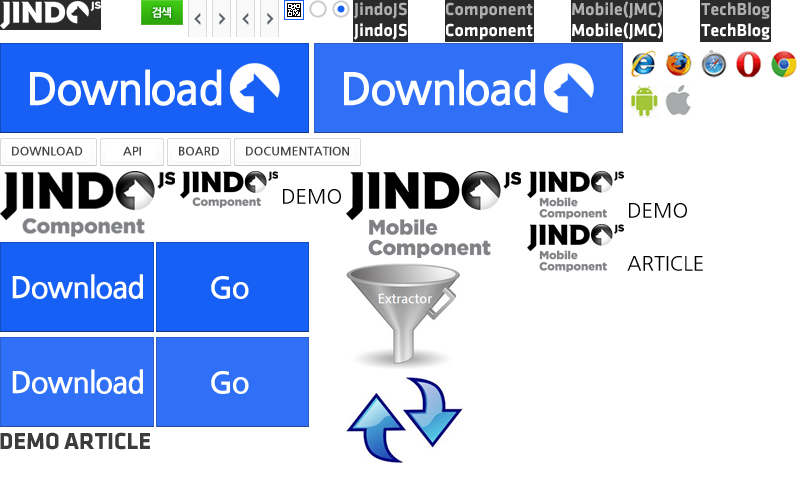 JINDO JS
검색
JindoJS Component Mobile(JMC) TechBlog
JindoJS Component Mobile(JMC) TechBlog
Download
Download
DOWNLOAD API BOARD DOCUMENTATION
JINDO JS
Component
JINDO JS
Component
DEMO
JINDO JS
Mobile
Component
JINDO JS
Mobile
Component
DEMO
JINDO JS
Mobile
Component
ARTICLE
Download
Go
Extractor
Download
Go
DEMO ARTICLE